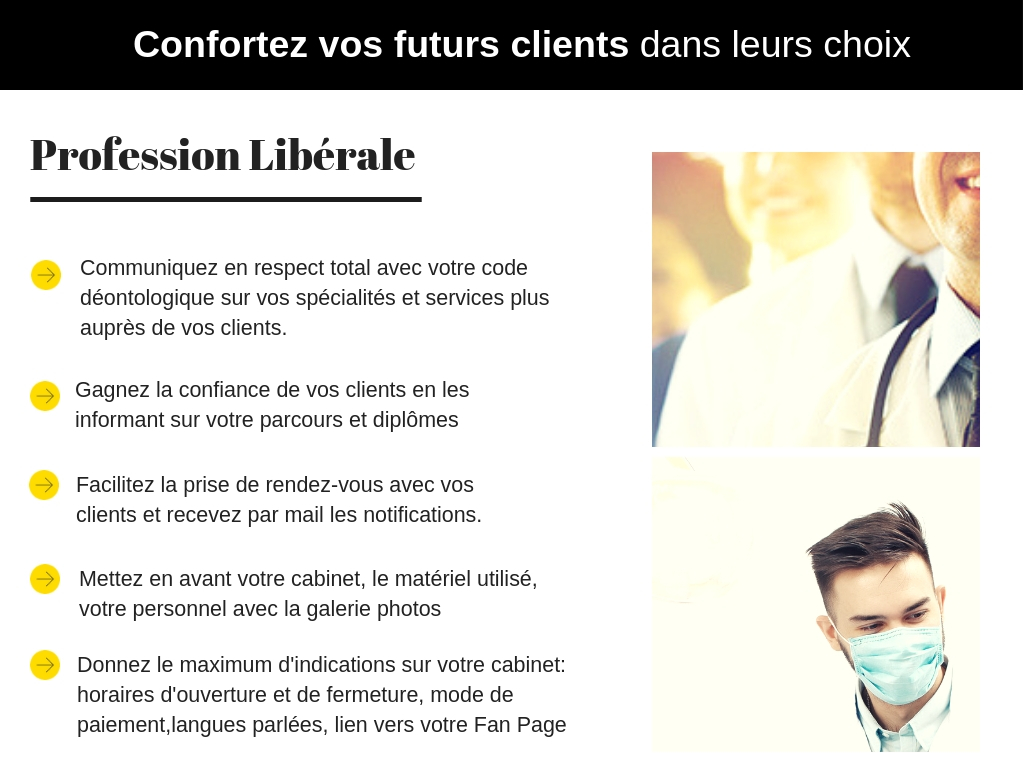 Confortez vos futurs clients dans leurs choix
Profession Libérale
Communiquez en respect total avec votre code
déontologique sur vos spécialités et services plus
auprès de vos clients.
Gagnez la confiance de vos clients en les
informant sur votre parcours et diplômes
Facilitez la prise de rendez-vous avec vos
clients et recevez par mail les notifications.
Mettez en avant votre cabinet, le matériel utilisé,
votre personnel avec la galerie photos
Donnez le maximum d'indications sur votre cabinet:
horaires d'ouverture et de fermeture, mode de
paiement,langues parlées, lien vers votre Fan Page